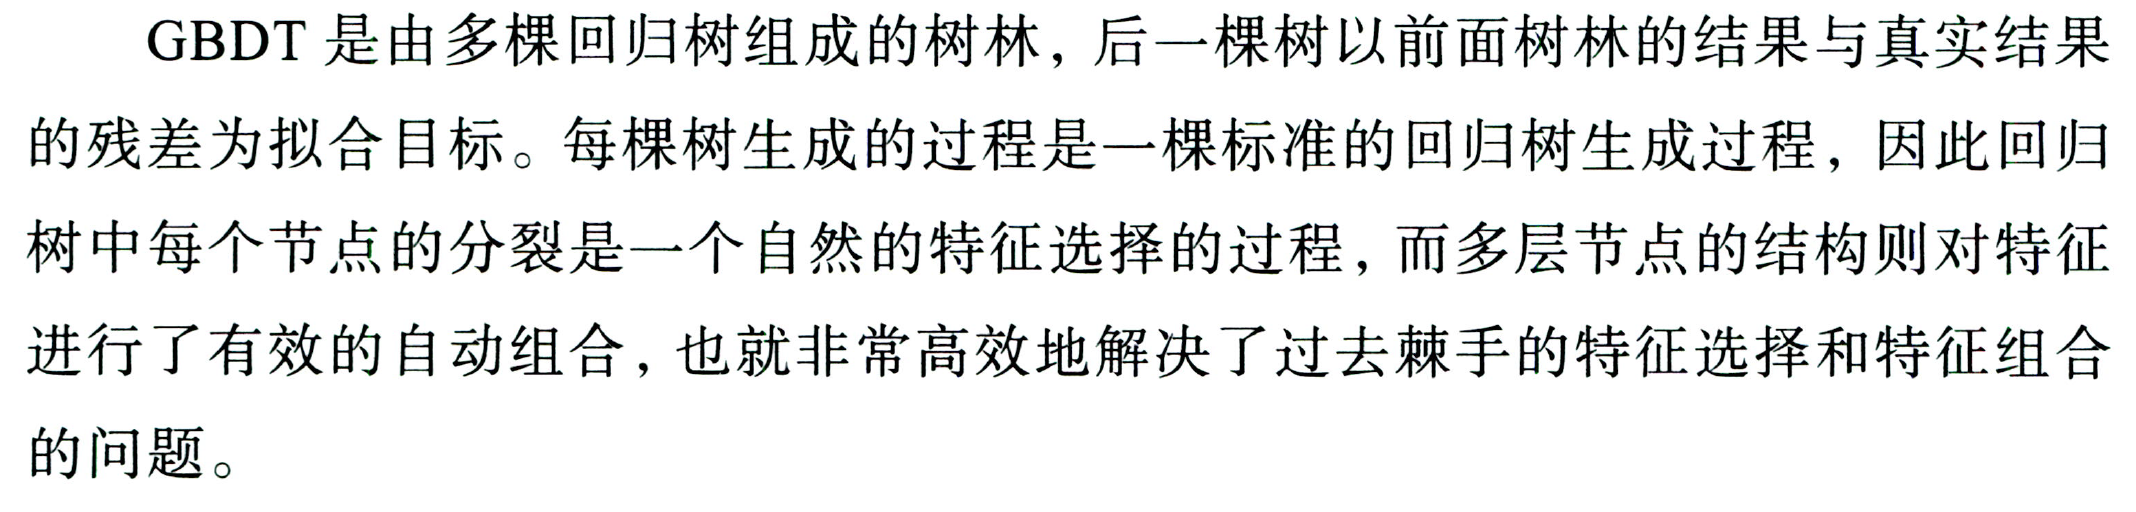 GBDT 是由多棵回归树组成的树林，后一棵树以前面树林的结果与真实结果
的残差为拟合目标。每棵树生成的过程是一棵标准的回归树生成过程，因此回归
树中每个节点的分裂是一个自然的特征选择的过程，而多层节点的结构则对特征
进行了有效的自动组合，也就非常高效地解决了过去棘手的特征选择和特征组合
的问题。